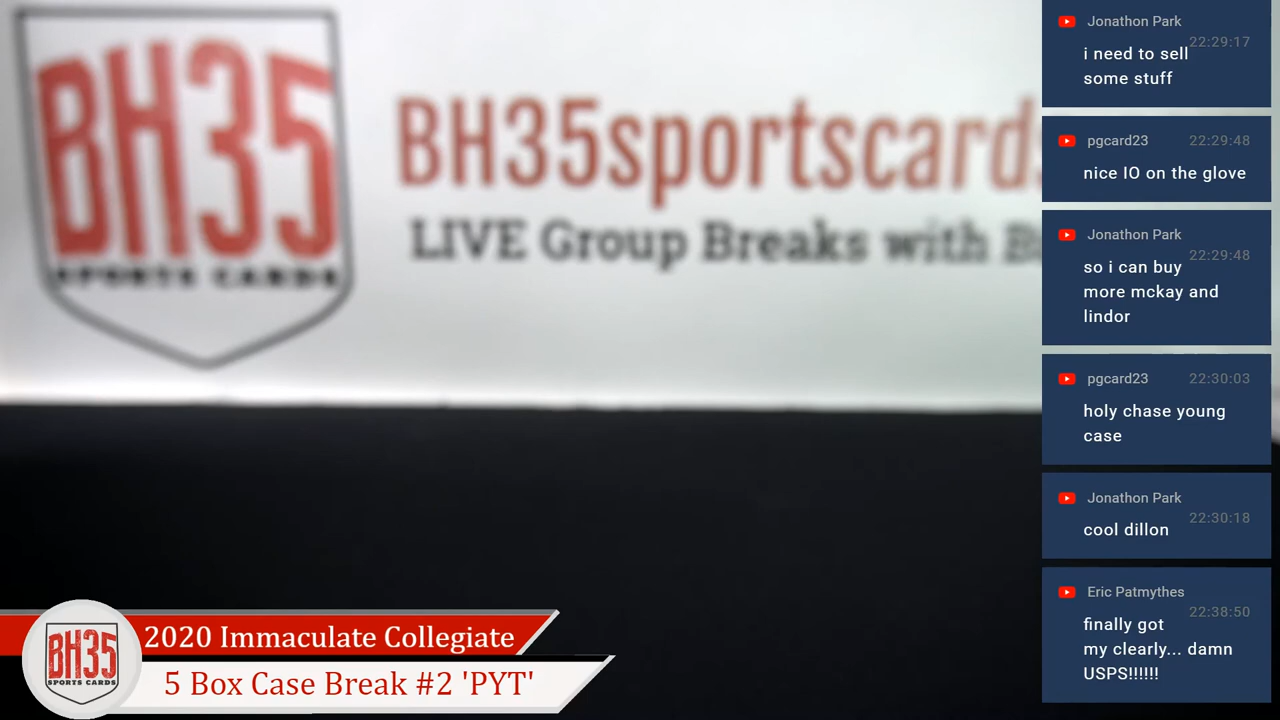 BH35
SPORTS CARDS
BH35sportscards
LIVE Group Breaks with
2020 Immaculate Collegiate
5 Box Case Break #2 'PYT'
BH35
SPORTS CARDS
Jonathon Park
22:29:17
i need to sell
some stuff
pgcard23 22:29:48
nice IO on the glove
Jonathon Park
22:29:48
so i can buy
more mckay and
lindor
pgcard23 22:30:03
holy chase young
case
Jonathon Park
22:30:18
cool dillon
Eric Patmythes
22:38:50
finally got
my clearly... damn
USPS!!!!!!